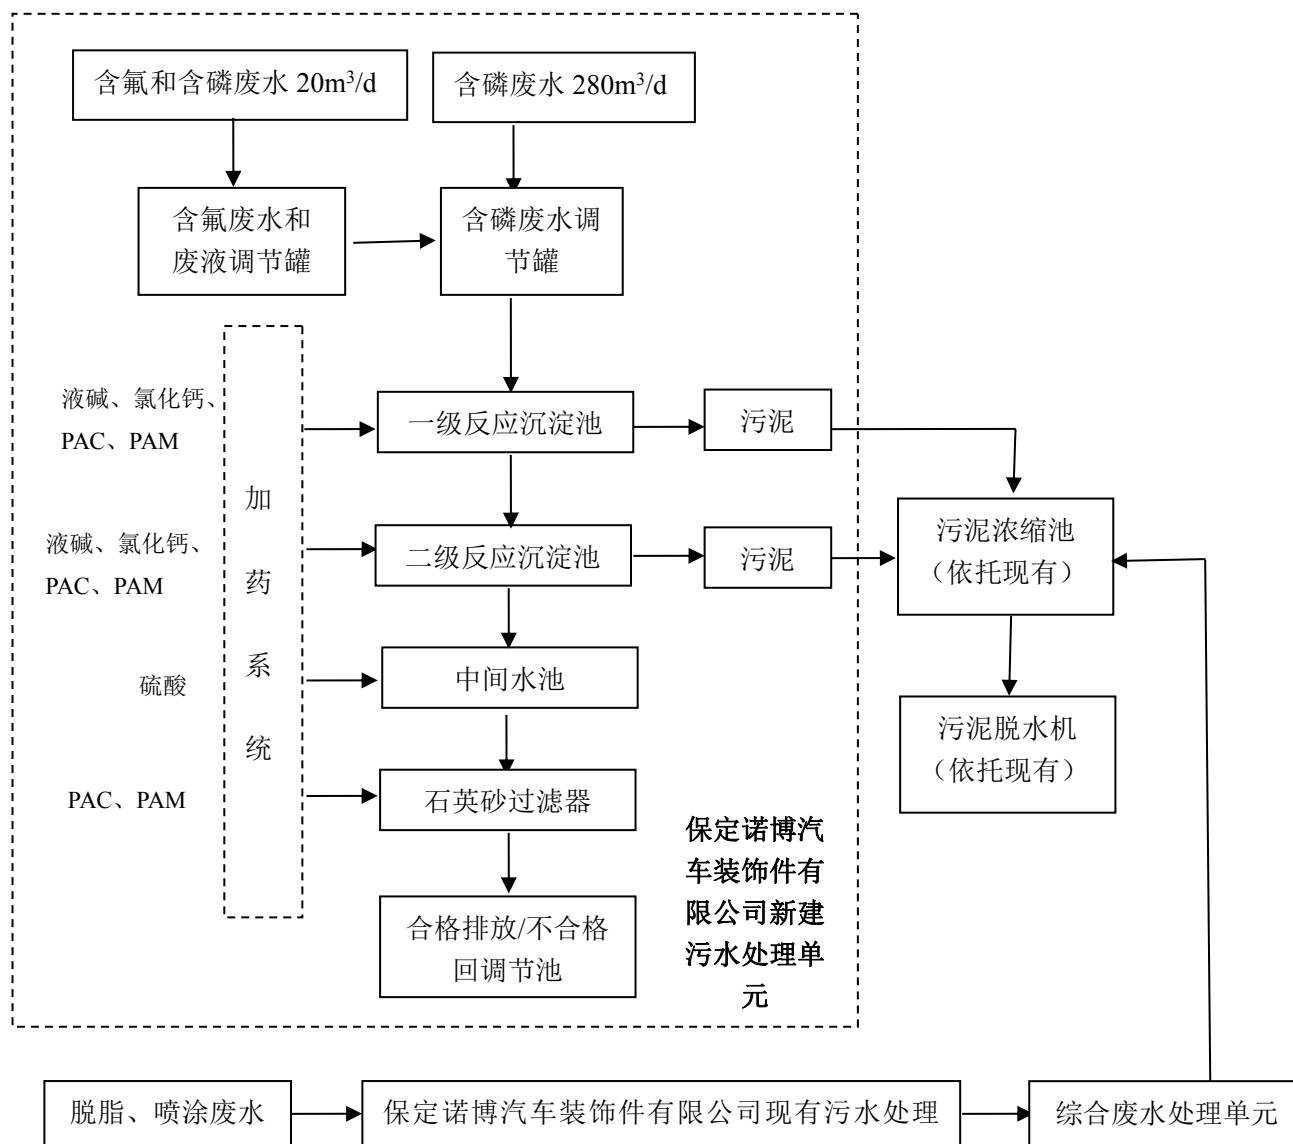 含氟和含磷废水 20m³/d
含磷废水 280m³/d
含氟废水和
废液调节罐
含磷废水调
节罐
液碱、氯化钙、
PAC、PAM
一级反应沉淀池
污泥
加
药
系
统
液碱、氯化钙、
PAC、PAM
二级反应沉淀池
污泥
污泥浓缩池
（依托现有）
硫酸
中间水池
污泥脱水机
（依托现有）
PAC、PAM
石英砂过滤器
保定诺博汽
车装饰件有
限公司新建
污水处理单
元
合格排放/不合格
回调节池
脱脂、喷涂废水
保定诺博汽车装饰件有限公司现有污水处理
综合废水处理单元